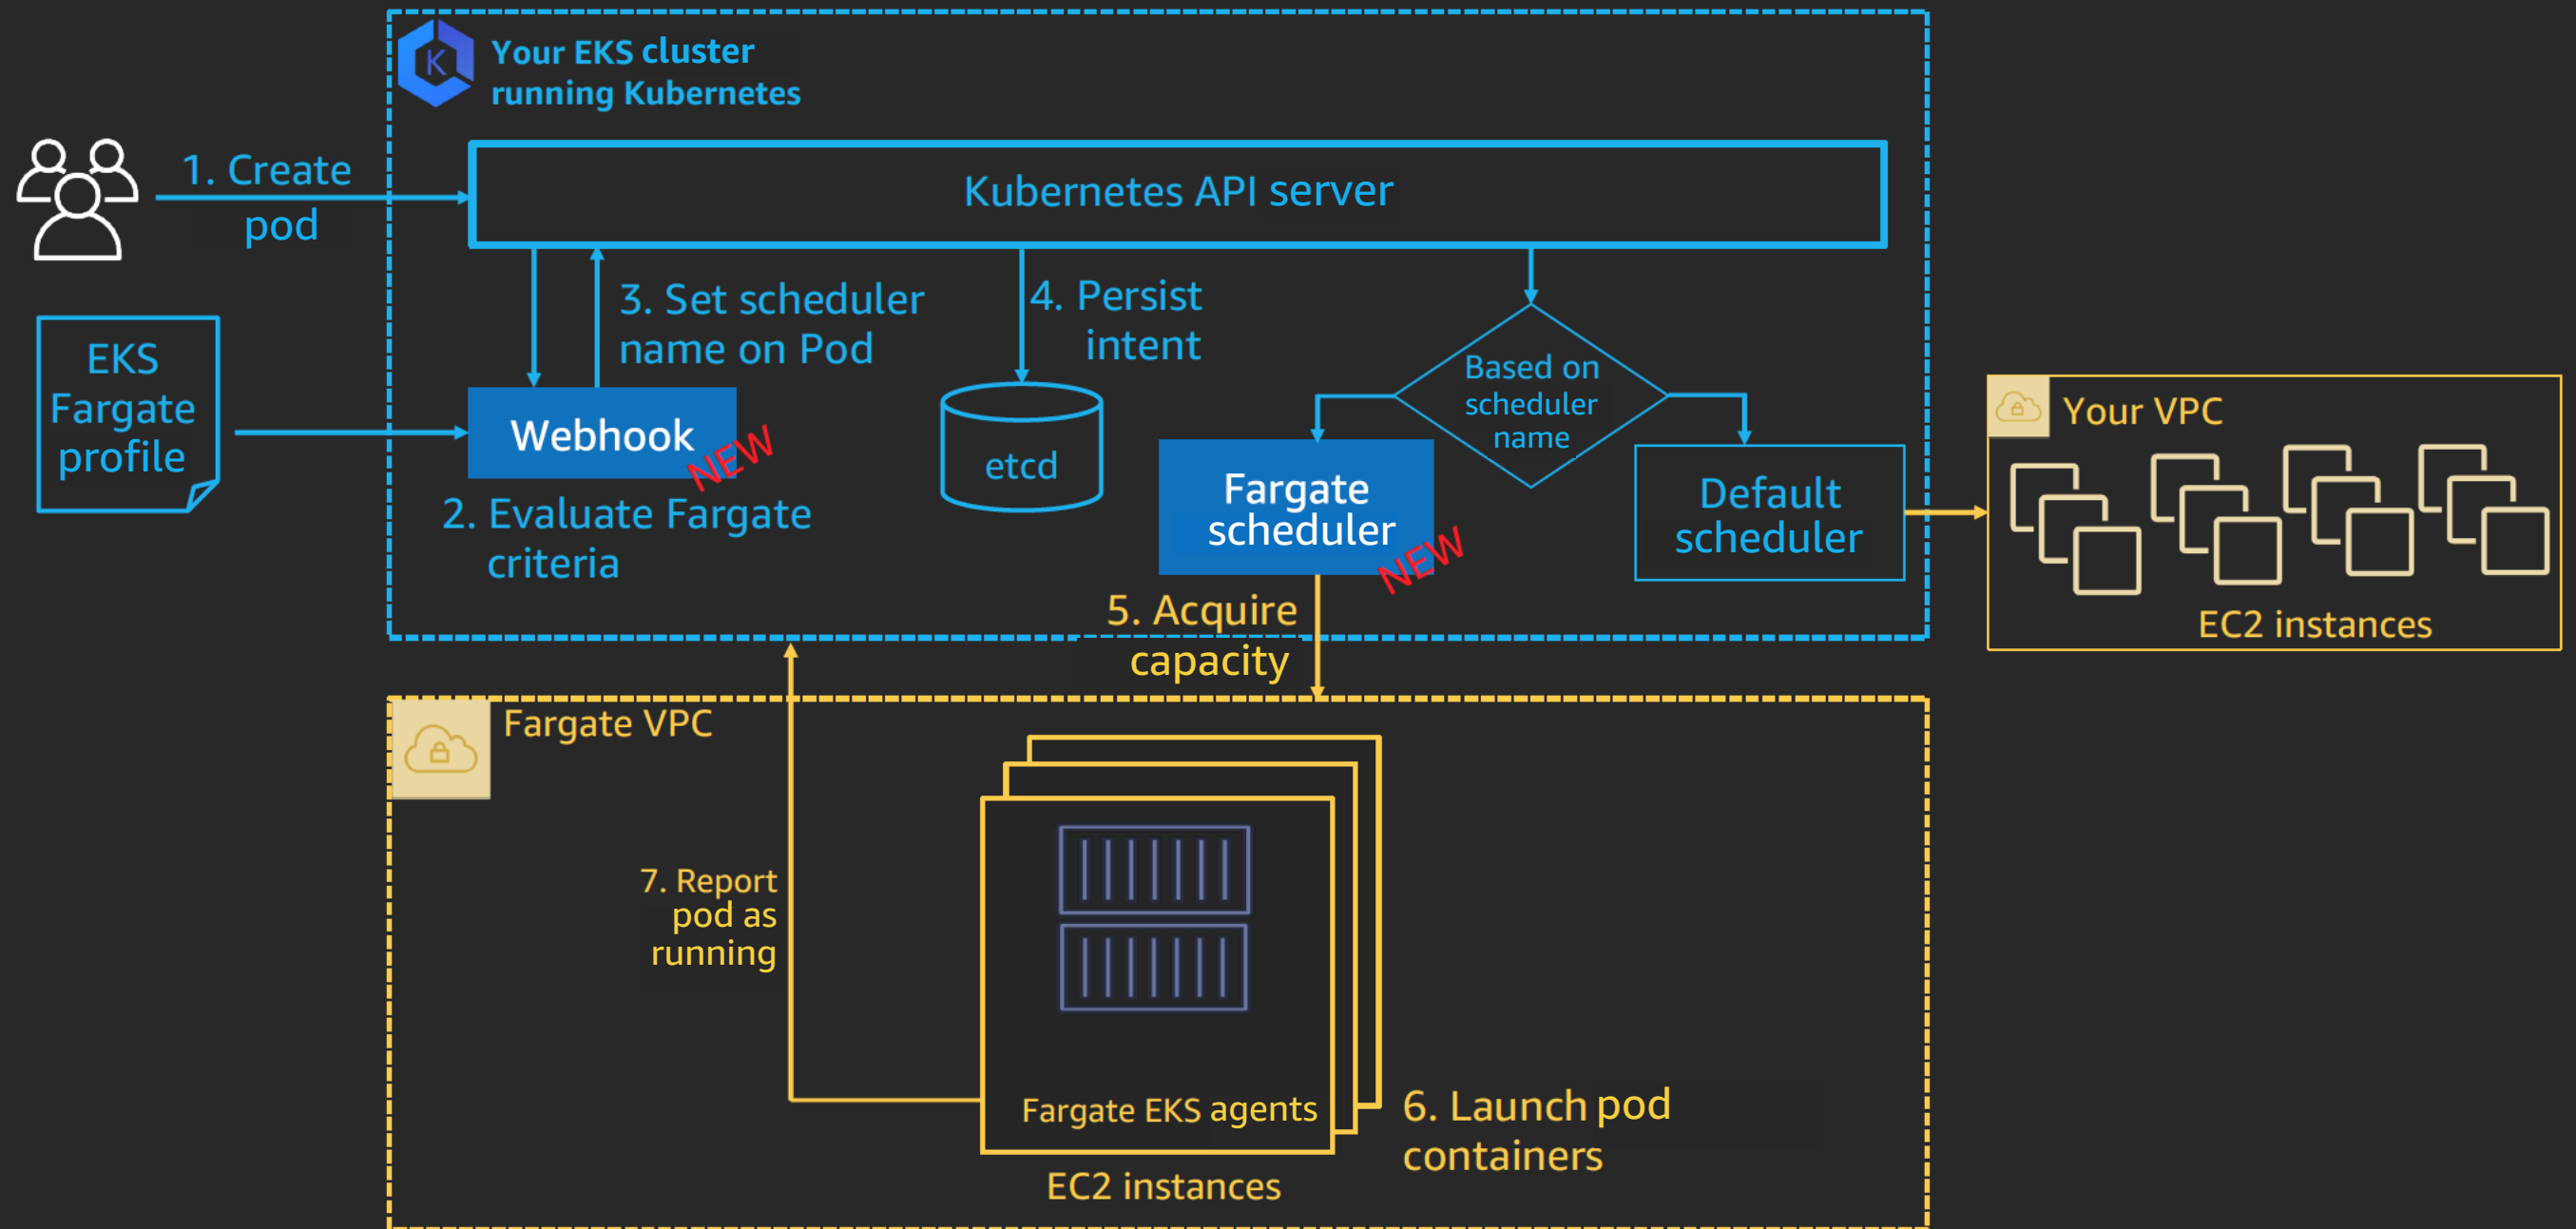 Your EKS cluster
running Kubernetes
K
1. Create
pod
Kubernetes API server
3. Set scheduler
name on Pod
4. Persist
intent
EKS
Fargate
profile
Webhook
NEW
2. Evaluate Fargate
criteria
etcd
Based on
scheduler
name
Fargate
scheduler
NEW
Default
scheduler
Your VPC
EC2 instances
5. Acquire
capacity
Fargate VPC
7. Report
pod as
running
Fargate EKS agents
6. Launch pod
containers
EC2 instances